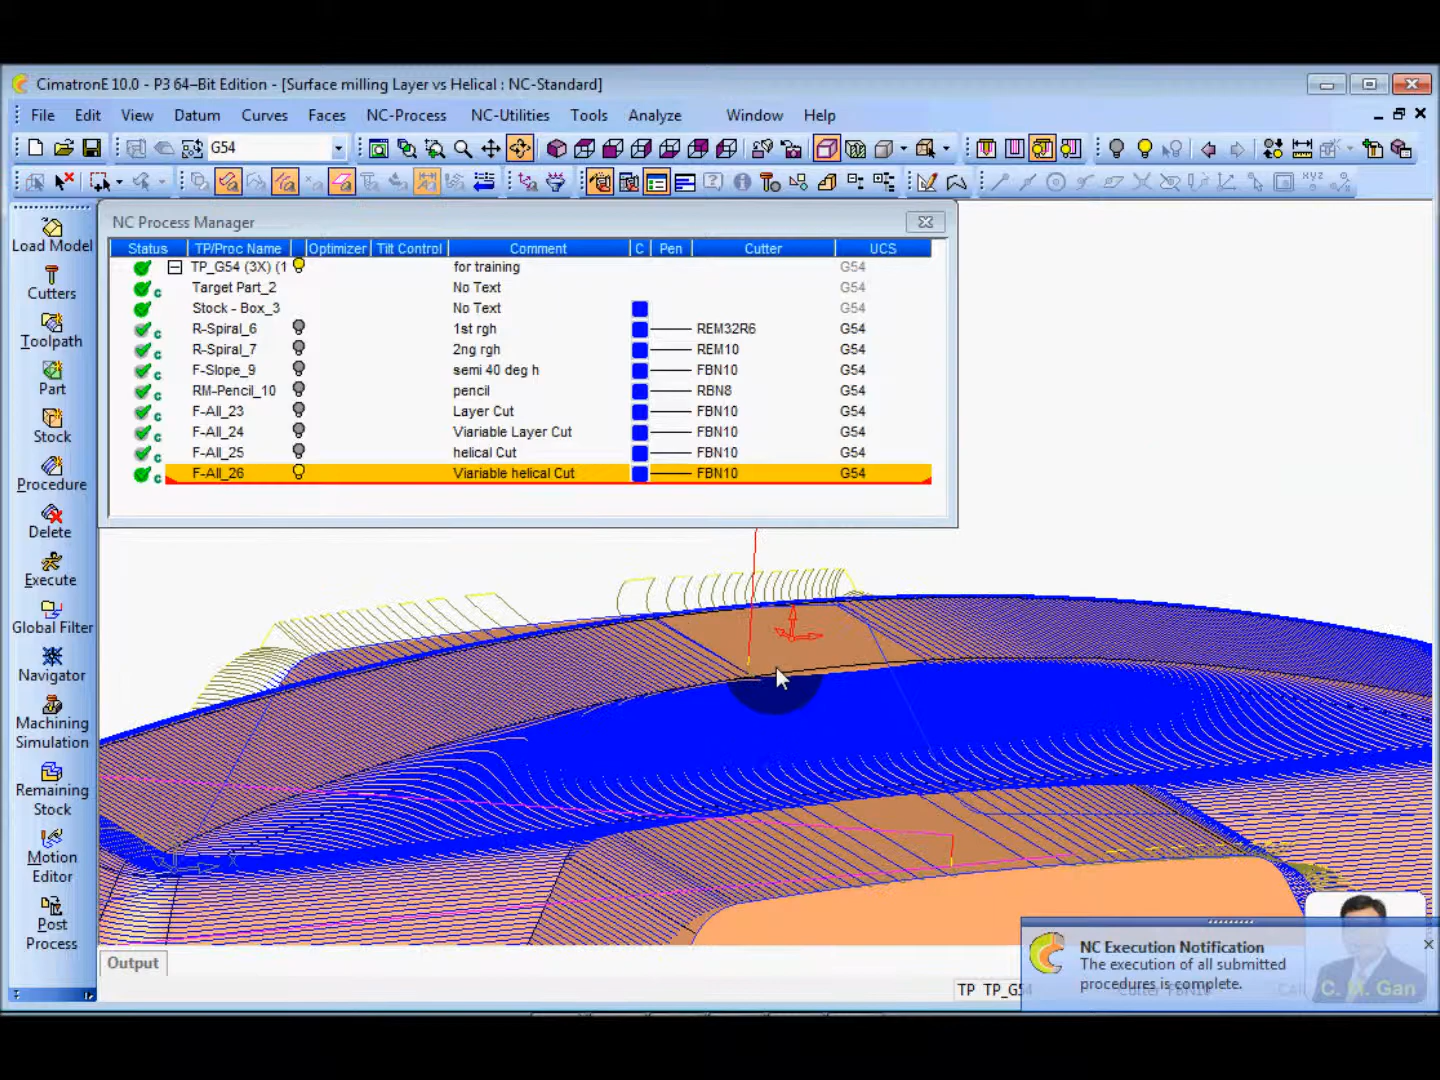 CimatronE 10.0 - P3 64-Bit Edition - [Surface milling Layer vs Helical : NC-Standard]
File Edit View Datum Curves Faces NC-Process NC-Utilities Tools Analyze Window Help
G54
XYZ
Load Model
Cutters
Toolpath
Part
Stock
Procedure
Delete
Execute
Global Filter
Navigator
Machining
Simulation
Remaining
Stock
Motion
Editor
Post
Process
NC Process Manager
Status TP/Proc Name Optimizer Tilt Control Comment C Pen Cutter UCS
TP_G54 (3X) (1 for training G54
c Target Part_2 No Text G54
Stock - Box_3 No Text G54
c R-Spiral_6 1st rgh REM32R6 G54
c R-Spiral_7 2ng rgh REM10 G54
c F-Slope_9 semi 40 deg h FBN10 G54
c RM-Pencil_10 pencil RBN8 G54
c F-All_23 Layer Cut FBN10 G54
c F-All_24 Viariable Layer Cut FBN10 G54
c F-All_25 helical Cut FBN10 G54
c F-All_26 Viariable helical Cut FBN10 G54
X
Output
TP TP_G54
NC Execution Notification
The execution of all submitted
procedures is complete.
Cutter FBN10
C. M. Gan